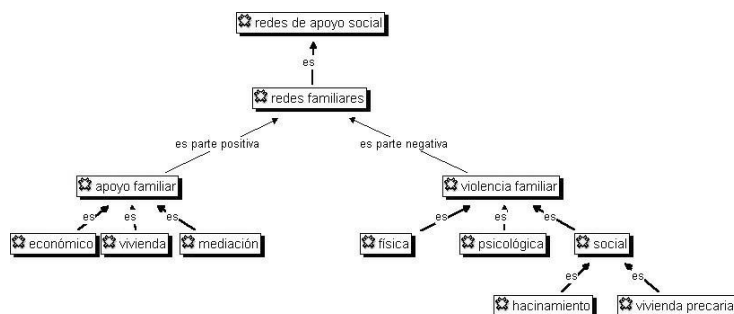 redes de apoyo social
es
redes familiares
es parte positiva
es parte negativa
apoyo familiar
violencia familiar
es
es
es
es
es
es
económico
vivienda
mediación
física
psicológica
social
es
es
hacinamiento
vivienda precaria